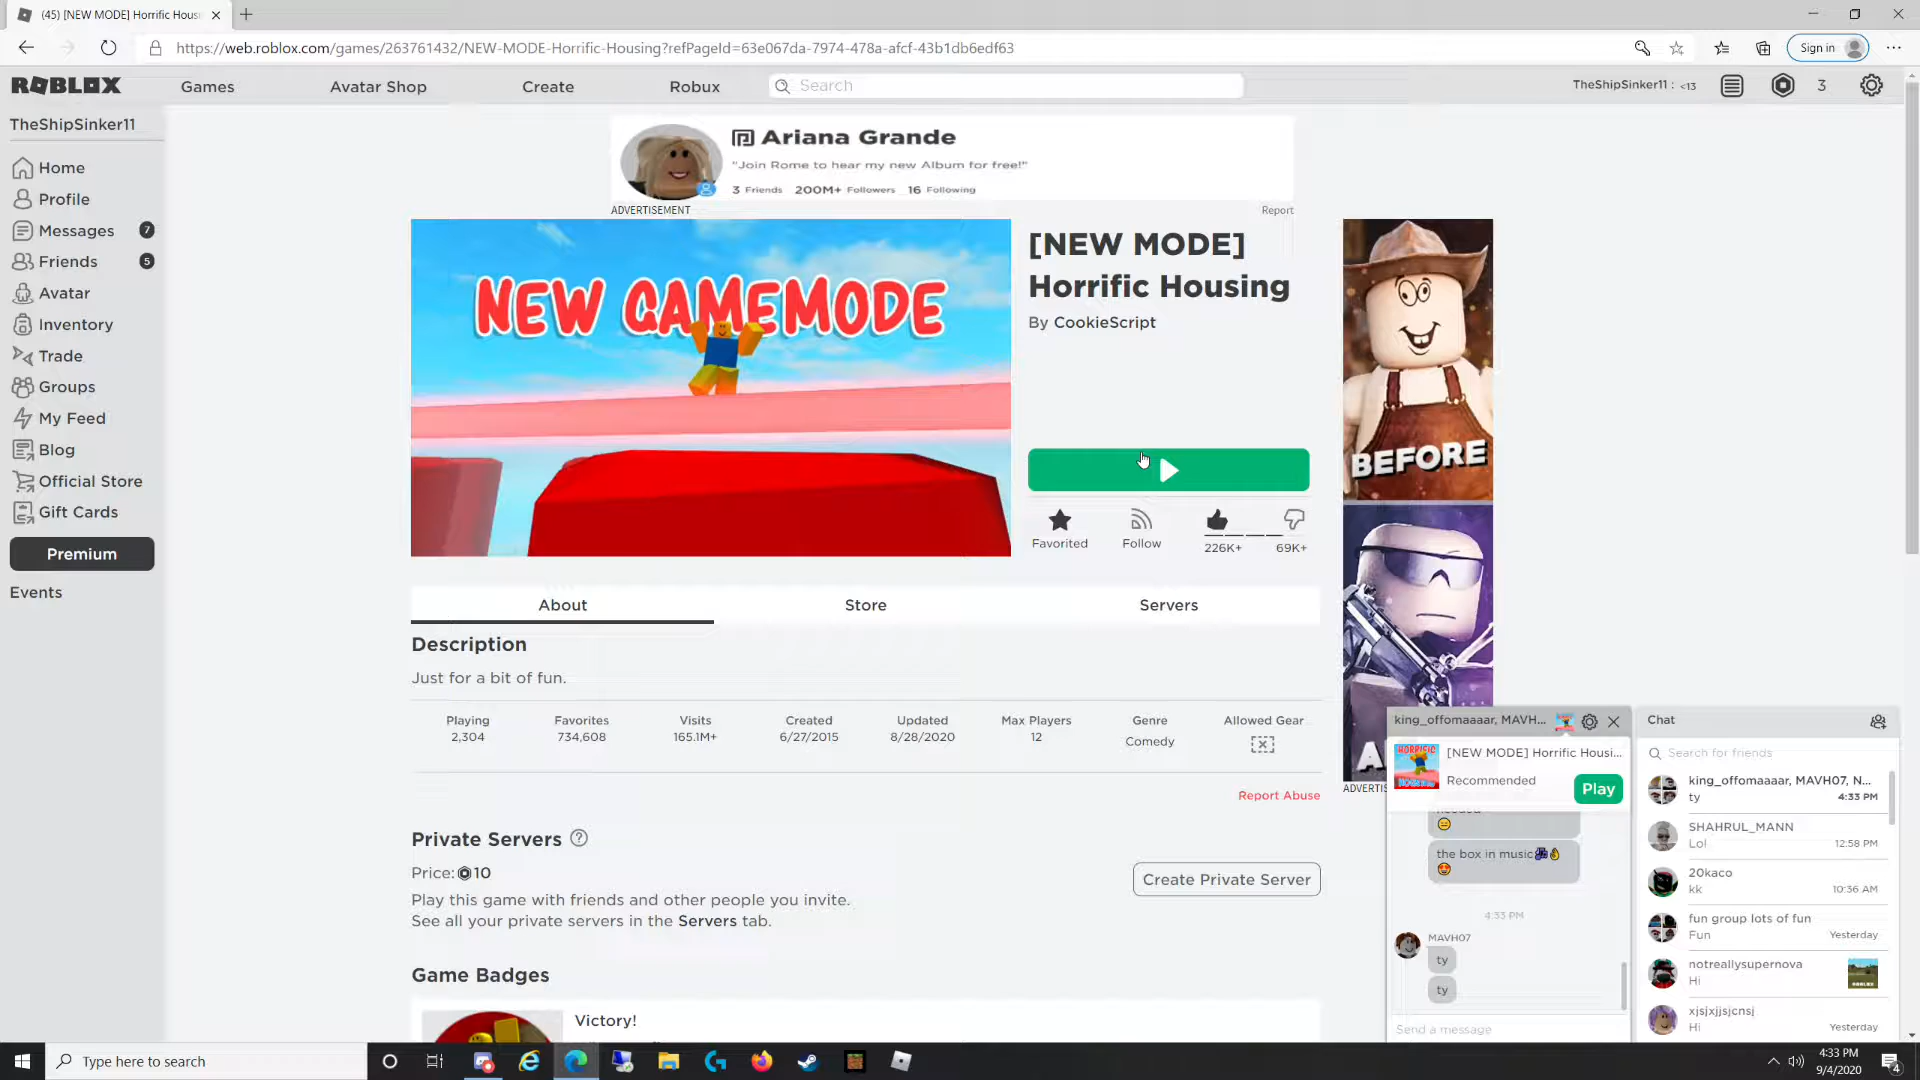 (45) [NEW MODE] Horrific Hous
https://web.roblox.com/games/263761432/NEW-MODE-Horrific-Housing?refPageId=63e067da-7974-478a-afcf-43b1db6edf63
Sign in
ROBLOX
Games
Avatar Shop
Create
Robux
Search
TheShipSinker11 : <13
3
TheShipSinker11
Home
Profile
Messages 7
Friends 5
Avatar
Inventory
Trade
Groups
My Feed
Blog
Official Store
Gift Cards
Premium
Events
Ariana Grande
"Join Rome to hear my new Album for free!"
3 Friends 200M+ Followers 16 Following
ADVERTISEMENT
Report
NEW GAMEMODE
[NEW MODE]
Horrific Housing
By CookieScript
Favorited
Follow
226K+
69K+
BEFORE
About
Store
Servers
Description
Just for a bit of fun.
Playing Favorites Visits Created Updated Max Players Genre Allowed Gear
2,304 734,608 165.1M+ 6/27/2015 8/28/2020 12 Comedy
Report Abuse
Private Servers
Price: 10
Play this game with friends and other people you invite.
See all your private servers in the Servers tab.
Create Private Server
Game Badges
Victory!
king_offomaaaar, MAVH...
[NEW MODE] Horrific Housi...
Recommended
Play
the box in music🎆👌
😍
4:33 PM
MAVH07
ty
ty
Send a message
Chat
Search for friends
king_offomaaaar, MAVH07, N...
ty 4:33 PM
SHAHRUL_MANN
Lol 12:58 PM
20kaco
kk 10:36 AM
fun group lots of fun
Fun Yesterday
notreallysupernova
Hi
xjsjxjjsjcnsj
Hi Yesterday
Type here to search
4:33 PM
9/4/2020
4